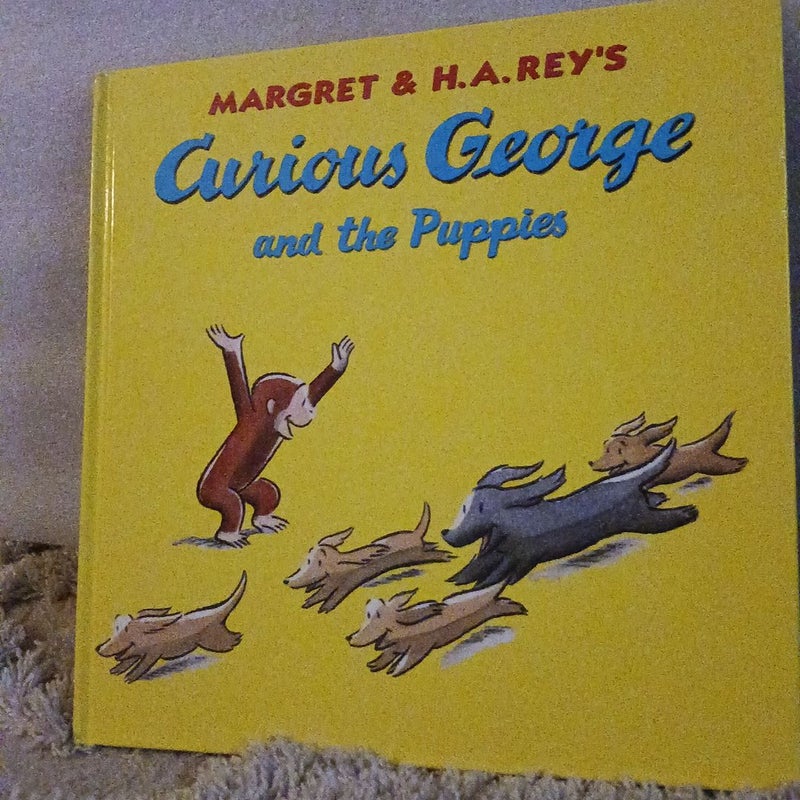 MARGRET & H.A.REY'S
Curious George
and the Puppies